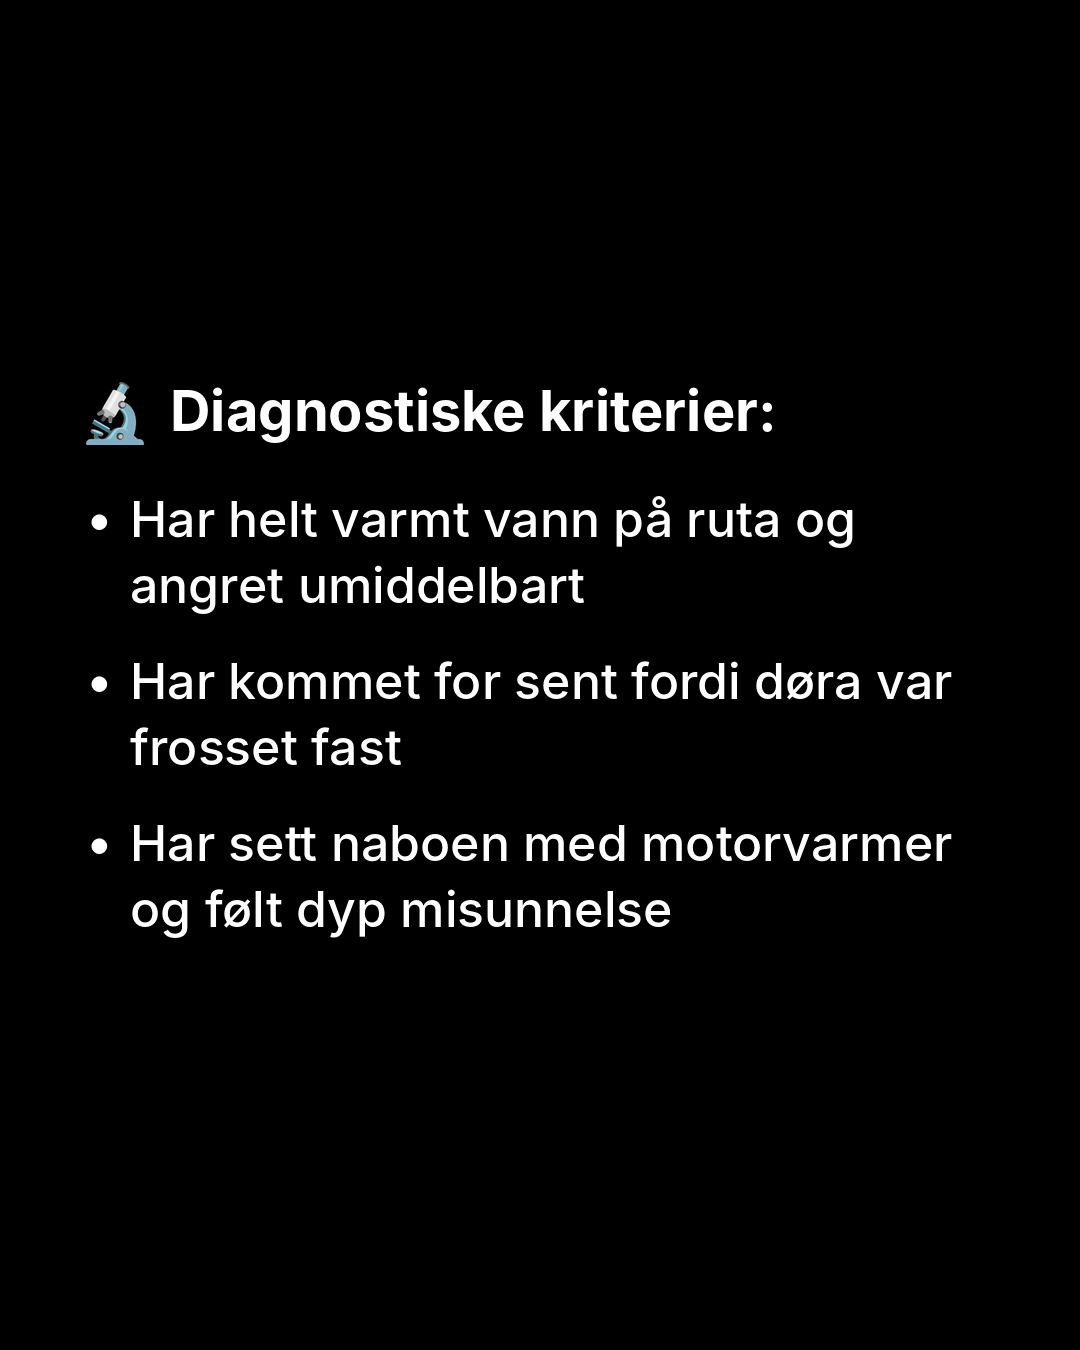 🔬 Diagnostiske kriterier:
• Har helt varmt vann på ruta og
angret umiddelbart
• Har kommet for sent fordi døra var
frosset fast
• Har sett naboen med motorvarmer
og følt dyp misunnelse